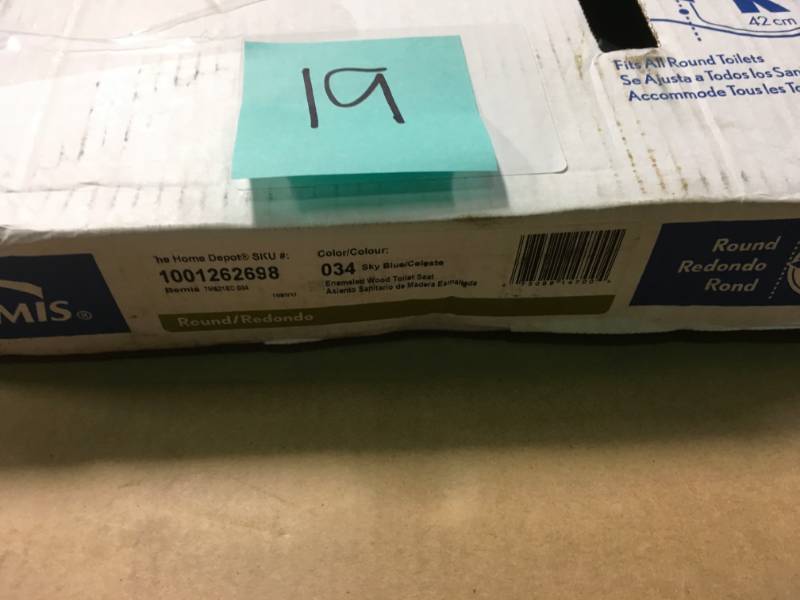 19
42 cm
Fits All Round Toilets
Se Ajusta a Todos los San
Accommode Tous les To
MIS®
The Home Depot® SKU #:
1001262698
Bemis
Color/Colour:
034 Sky Blue/Celeste
Enameled Wood Toilet Seat
Asiento Sanitario de Madera Esmaltada
Round/Redondo
Round
Redondo
Rond